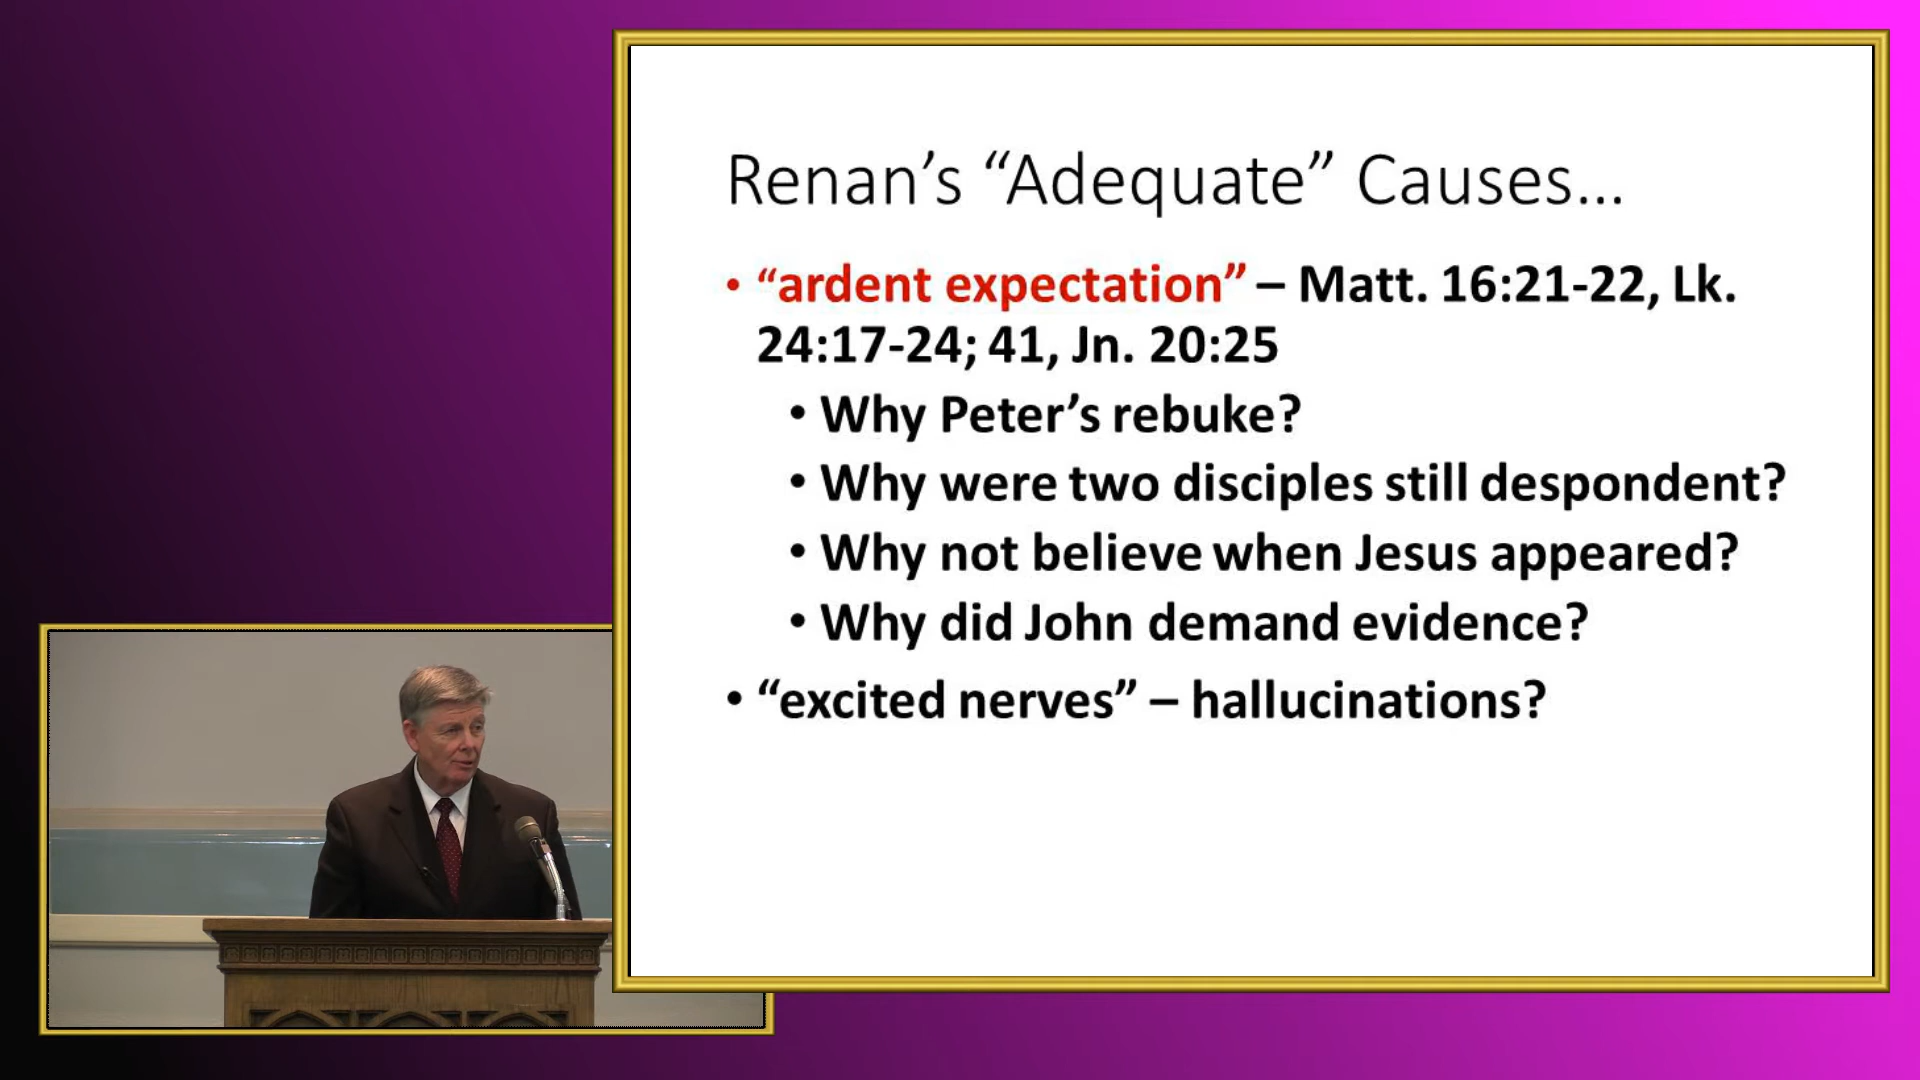 Renan’s “Adequate” Causes...
• “ardent expectation” – Matt. 16:21-22, Lk.
24:17-24; 41, Jn. 20:25
• Why Peter’s rebuke?
• Why were two disciples still despondent?
• Why not believe when Jesus appeared?
• Why did John demand evidence?
• “excited nerves” – hallucinations?